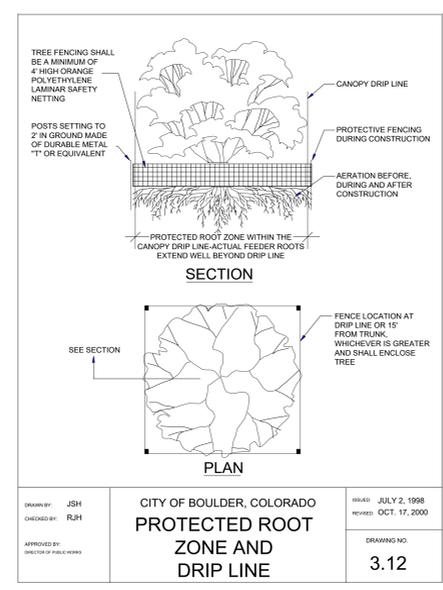 TREE FENCING SHALL
BE A MINIMUM OF
4' HIGH ORANGE
POLYETHYLENE
LAMINAR SAFETY
NETTING
POSTS SETTING TO
2' IN GROUND MADE
OF DURABLE METAL
"T" OR EQUIVALENT
CANOPY DRIP LINE
PROTECTIVE FENCING
DURING CONSTRUCTION
AERATION BEFORE,
DURING AND AFTER
CONSTRUCTION
PROTECTED ROOT ZONE WITHIN THE
CANOPY DRIP LINE-ACTUAL FEEDER ROOTS
EXTEND WELL BEYOND DRIP LINE
SECTION
FENCE LOCATION AT
DRIP LINE OR 15'
FROM TRUNK,
WHICHEVER IS GREATER
AND SHALL ENCLOSE
TREE
SEE SECTION
PLAN
DRAWN BY: JSH
CHECKED BY: RJH
APPROVED BY:
DIRECTOR OF PUBLIC WORKS
CITY OF BOULDER, COLORADO
PROTECTED ROOT
ZONE AND
DRIP LINE
ISSUED: JULY 2, 1998
REVISED: OCT. 17, 2000
DRAWING NO.
3.12